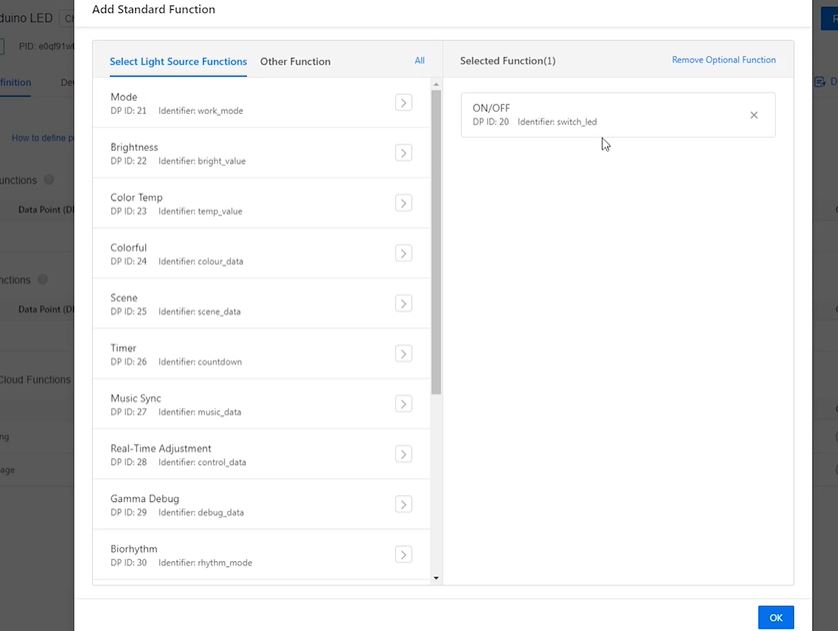 Add Standard Function
duino LED
PID: e0qf91w
finition
De
How to define p
unctions
Data Point (D
nctions
Data Point (D
Cloud Functions
ng
age
Select Light Source Functions Other Function All
Mode
DP ID: 21 Identifier: work_mode
Brightness
DP ID: 22 Identifier: bright_value
Color Temp
DP ID: 23 Identifier: temp_value
Colorful
DP ID: 24 Identifier: colour_data
Scene
DP ID: 25 Identifier: scene_data
Timer
DP ID: 26 Identifier: countdown
Music Sync
DP ID: 27 Identifier: music_data
Real-Time Adjustment
DP ID: 28 Identifier: control_data
Gamma Debug
DP ID: 29 Identifier: debug_data
Biorhythm
DP ID: 30 Identifier: rhythm_mode
Selected Function(1) Remove Optional Function
ON/OFF
DP ID: 20 Identifier: switch_led
OK